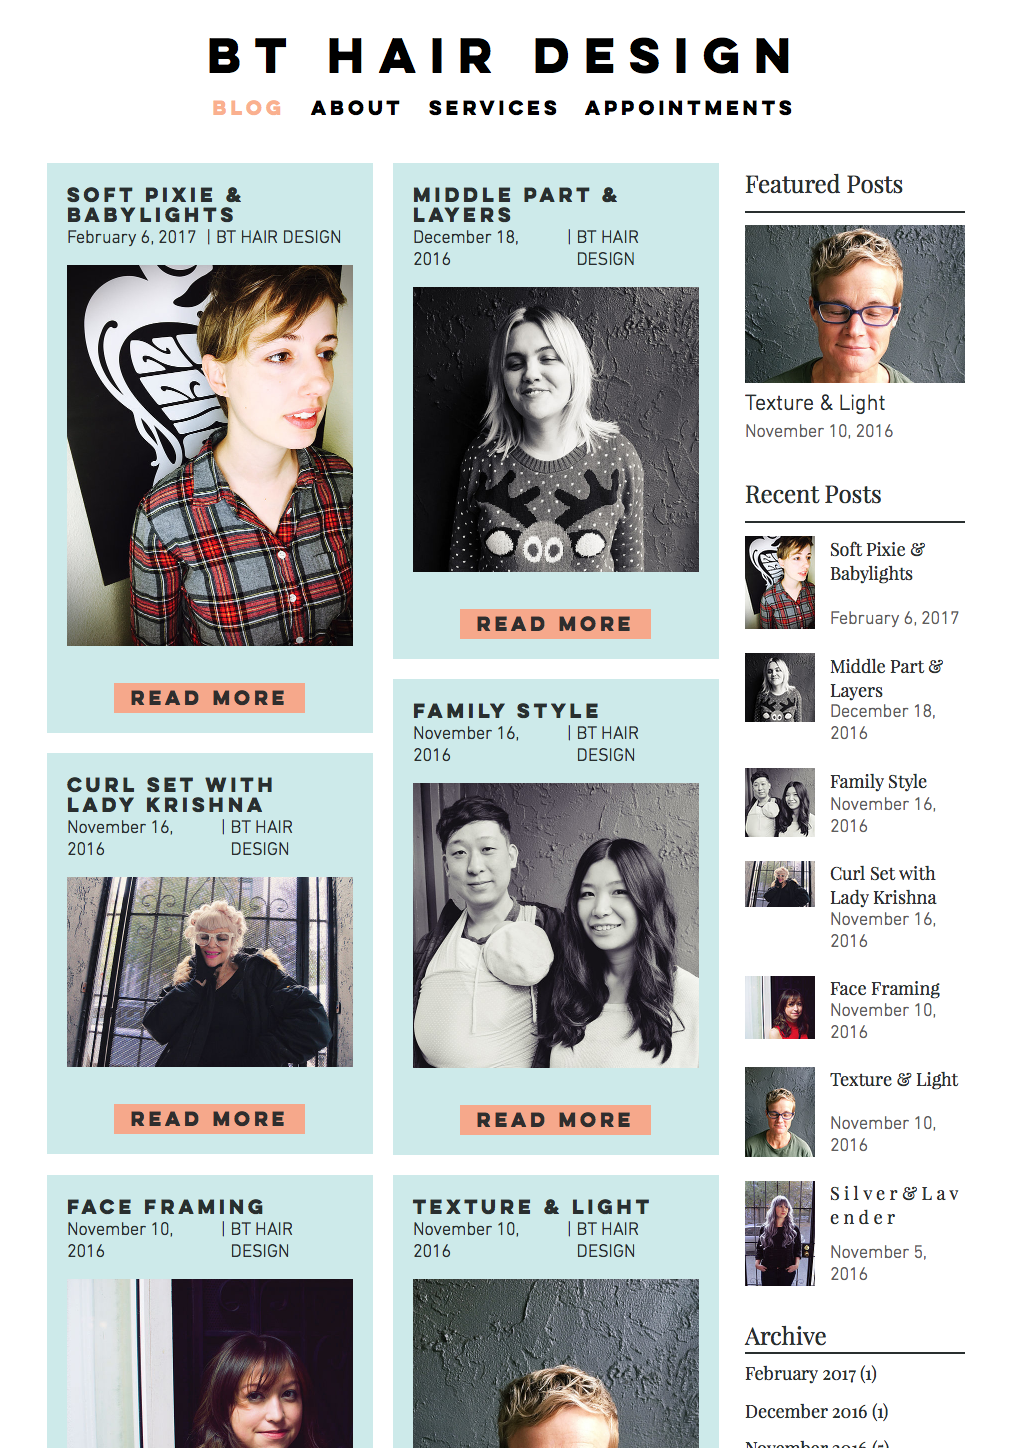 BT HAIR DESIGN
BLOG ABOUT SERVICES APPOINTMENTS
SOFT PIXIE &
BABYLIGHTS
February 6, 2017 | BT HAIR DESIGN
READ MORE
CURL SET WITH
LADY KRISHNA
November 16,
2016
| BT HAIR
DESIGN
READ MORE
FACE FRAMING
November 10,
2016
| BT HAIR
DESIGN
MIDDLE PART &
LAYERS
December 18,
2016
| BT HAIR
DESIGN
READ MORE
FAMILY STYLE
November 16,
2016
| BT HAIR
DESIGN
READ MORE
TEXTURE & LIGHT
November 10,
2016
| BT HAIR
DESIGN
Featured Posts
Texture & Light
November 10, 2016
Recent Posts
Soft Pixie &
Babylights
February 6, 2017
Middle Part &
Layers
December 18,
2016
Family Style
November 16,
2016
Curl Set with
Lady Krishna
November 16,
2016
Face Framing
November 10,
2016
Texture & Light
November 10,
2016
Silver&Lav
ender
November 5,
2016
Archive
February 2017 (1)
December 2016 (1)
November 2016 (5)